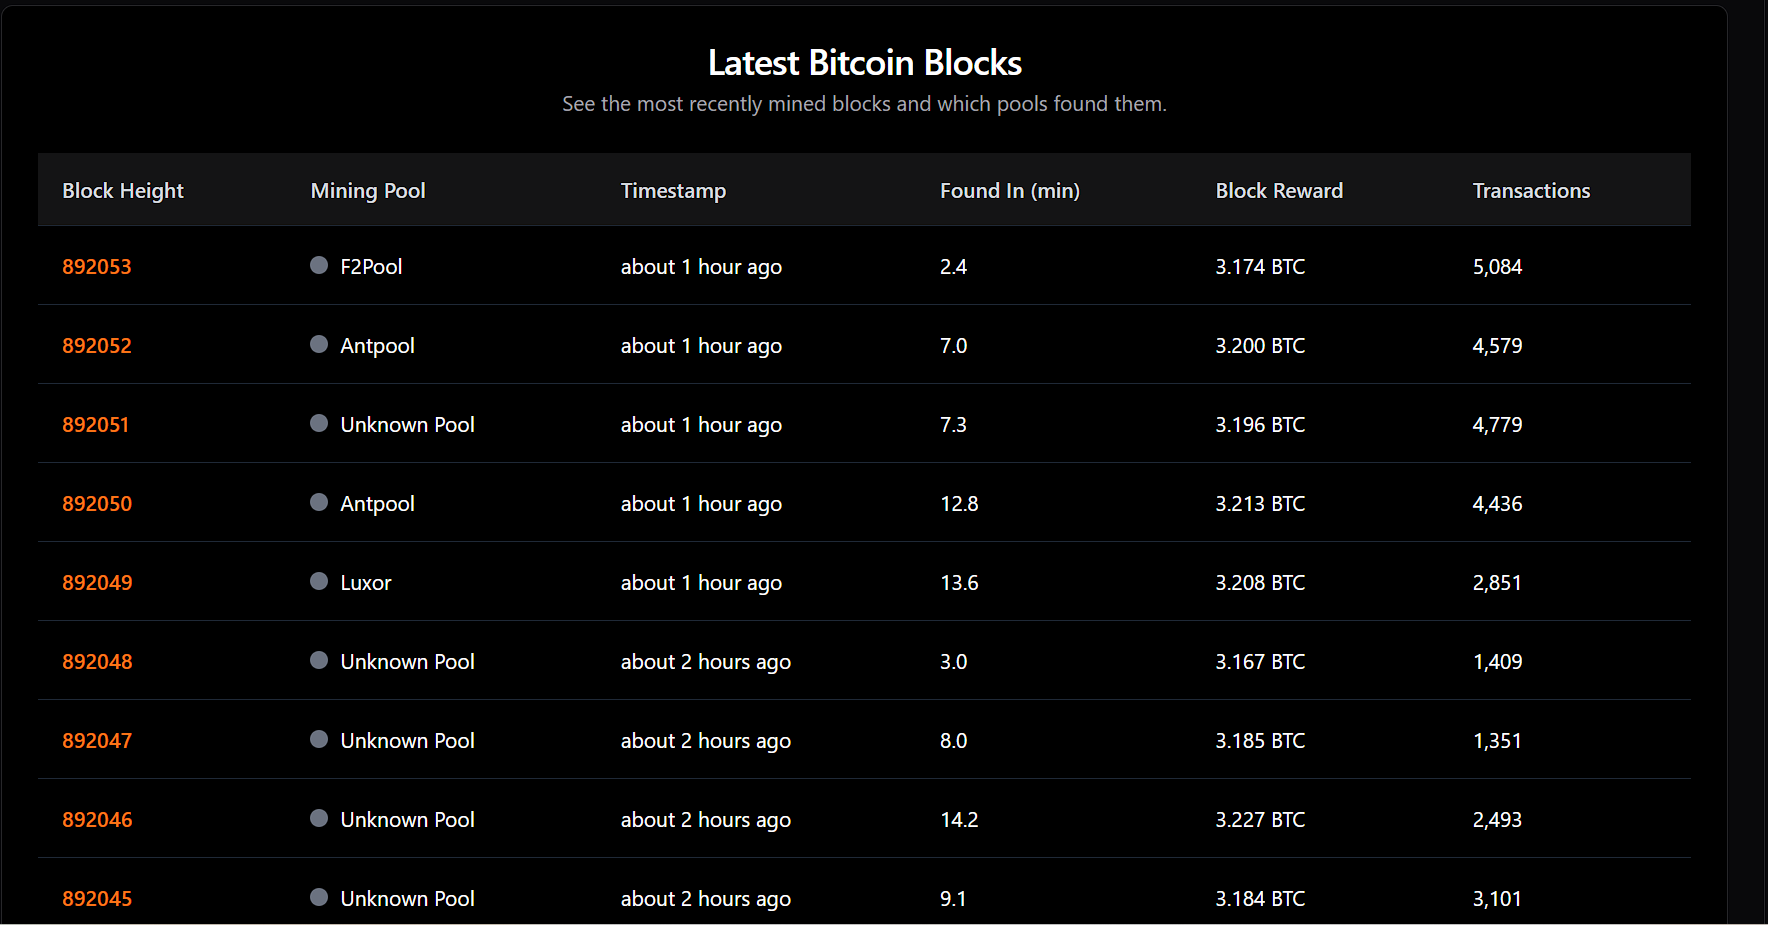 Latest Bitcoin Blocks
See the most recently mined blocks and which pools found them.
Block Height Mining Pool Timestamp Found In (min) Block Reward Transactions
892053 F2Pool about 1 hour ago 2.4 3.174 BTC 5,084
892052 Antpool about 1 hour ago 7.0 3.200 BTC 4,579
892051 Unknown Pool about 1 hour ago 7.3 3.196 BTC 4,779
892050 Antpool about 1 hour ago 12.8 3.213 BTC 4,436
892049 Luxor about 1 hour ago 13.6 3.208 BTC 2,851
892048 Unknown Pool about 2 hours ago 3.0 3.167 BTC 1,409
892047 Unknown Pool about 2 hours ago 8.0 3.185 BTC 1,351
892046 Unknown Pool about 2 hours ago 14.2 3.227 BTC 2,493
892045 Unknown Pool about 2 hours ago 9.1 3.184 BTC 3,101